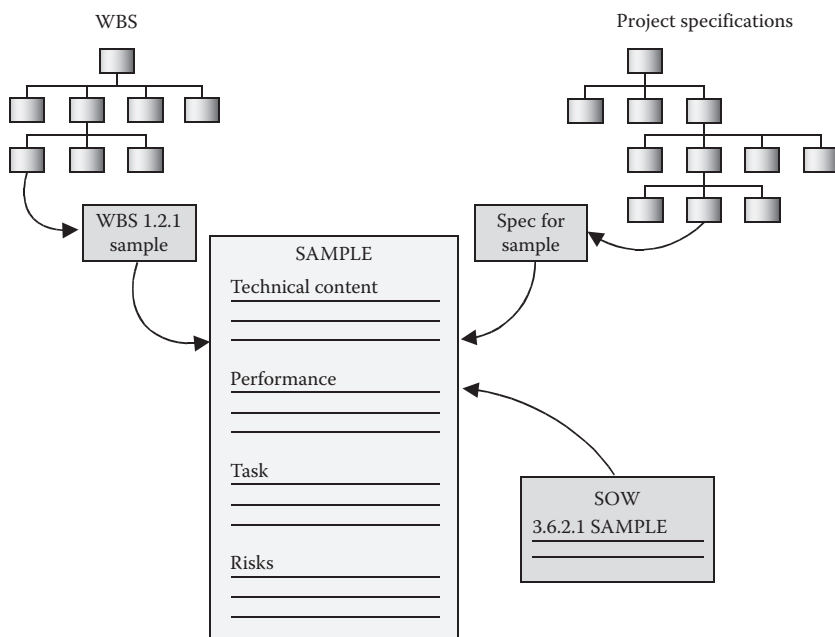 WBS
Project specifications
WBS 1.2.1
sample
Spec for
sample
SAMPLE
Technical content
Performance
Task
Risks
SOW
3.6.2.1 SAMPLE